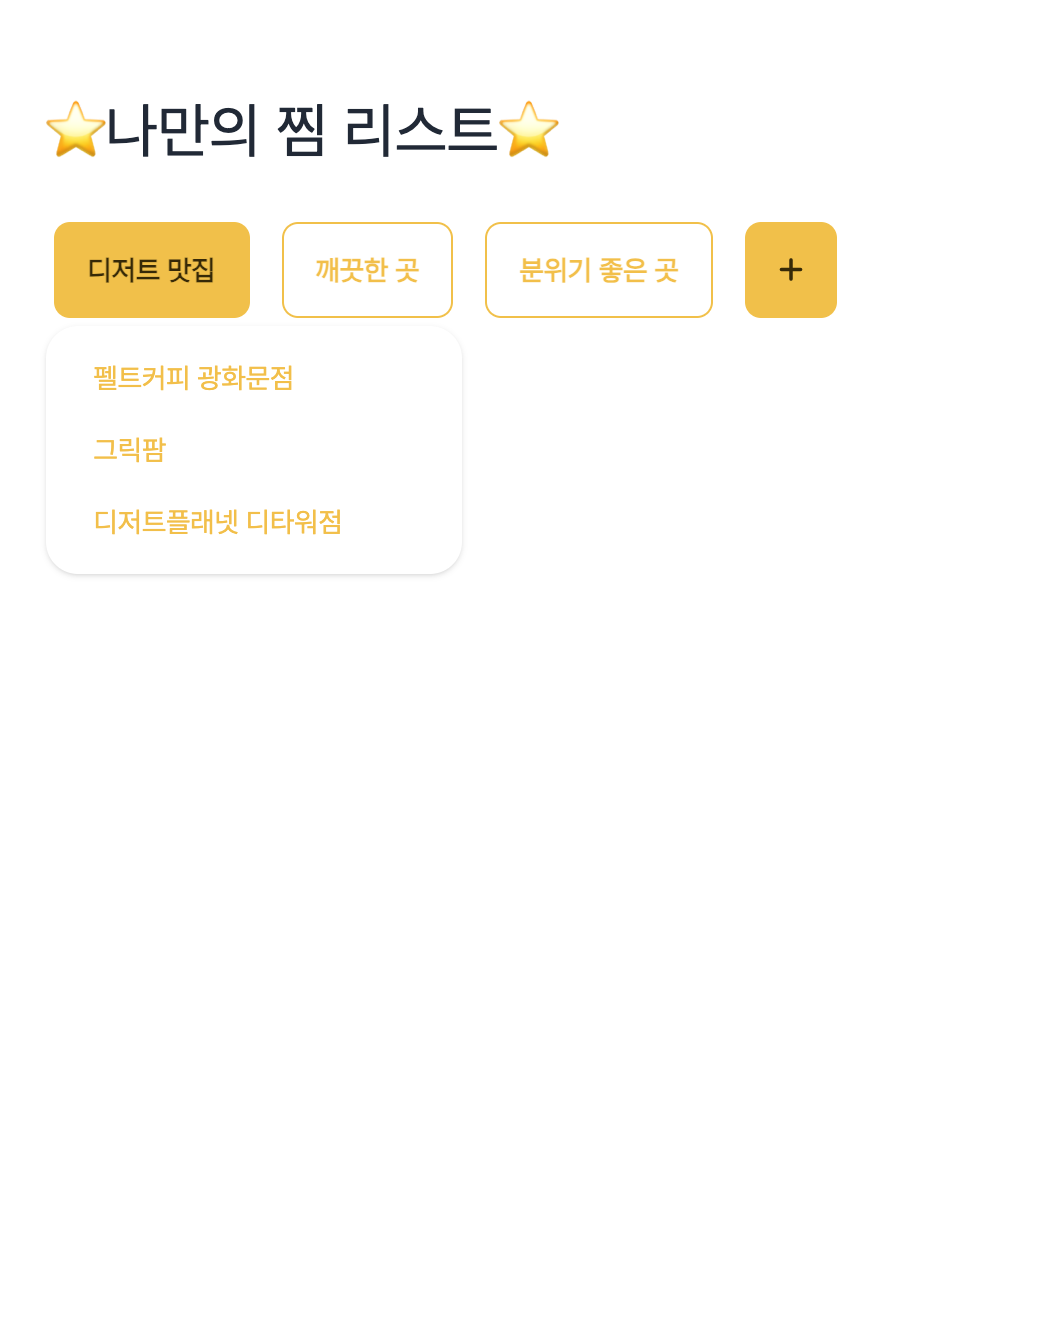 ⭐나만의 찜 리스트⭐
디저트 맛집 깨끗한 곳 분위기 좋은 곳 +
펠트커피 광화문점
그릭팜
디저트플래넷 디타워점